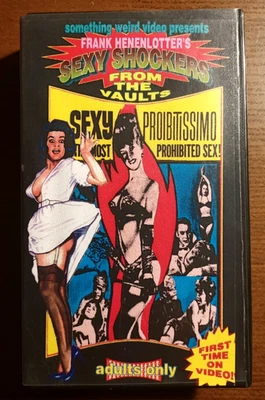 something weird video presents
FRANK HENENLOTTER'S
SEXY SHOCKERS
FROM
THE
VAULTS
SEXY PROIBITISSIMO
MOST PROHIBITED SEX!
adults only
FIRST
TIME
ON
VIDEO!